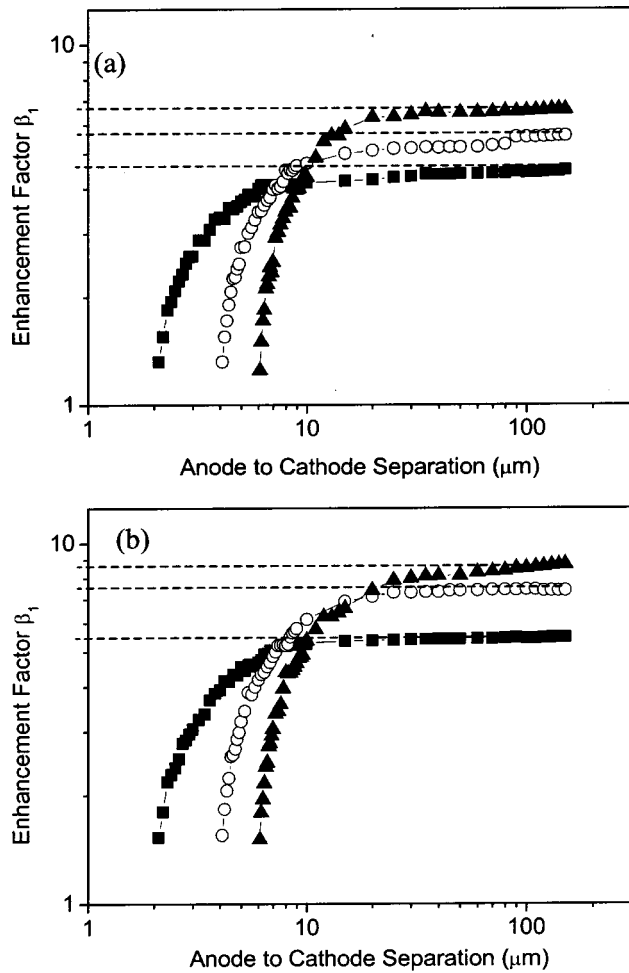 10
(a)
Enhancement Factor β₁
1
1
10
100
Anode to Cathode Separation (μm)
10
(b)
Enhancement Factor β₁
1
1
10
100
Anode to Cathode Separation (μm)